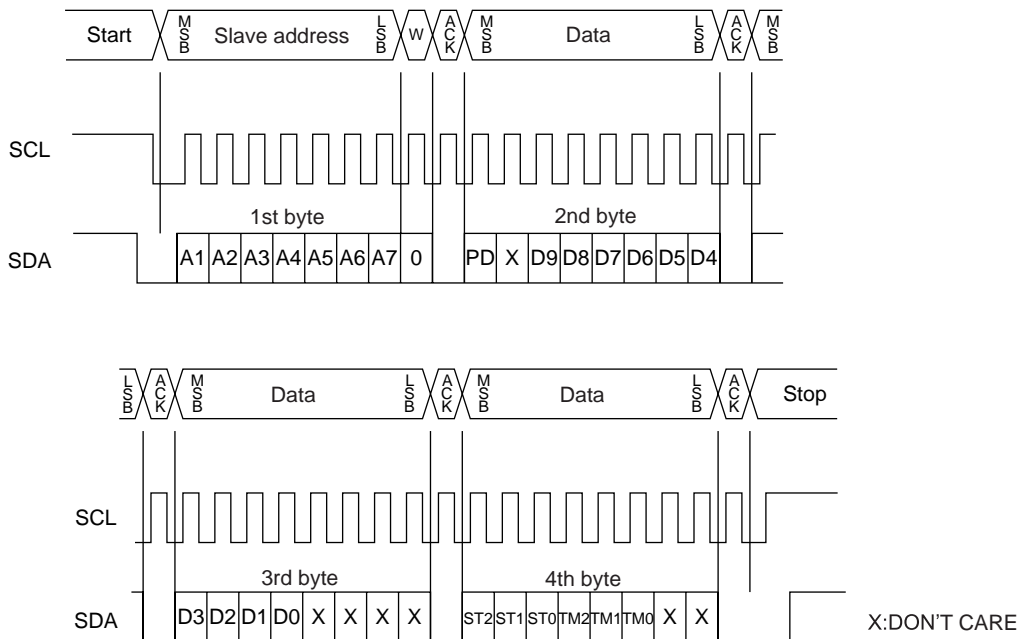 Start MSB Slave address LSB W ACK MSB Data LSB ACK MSB
SCL
1st byte 2nd byte
SDA A1 A2 A3 A4 A5 A6 A7 0 PD X D9 D8 D7 D6 D5 D4
LSB ACK MSB Data LSB ACK MSB Data LSB ACK Stop
SCL
3rd byte 4th byte
SDA D3 D2 D1 D0 X X X X ST2 ST1 ST0 TM2 TM1 TM0 X X X:DON'T CARE